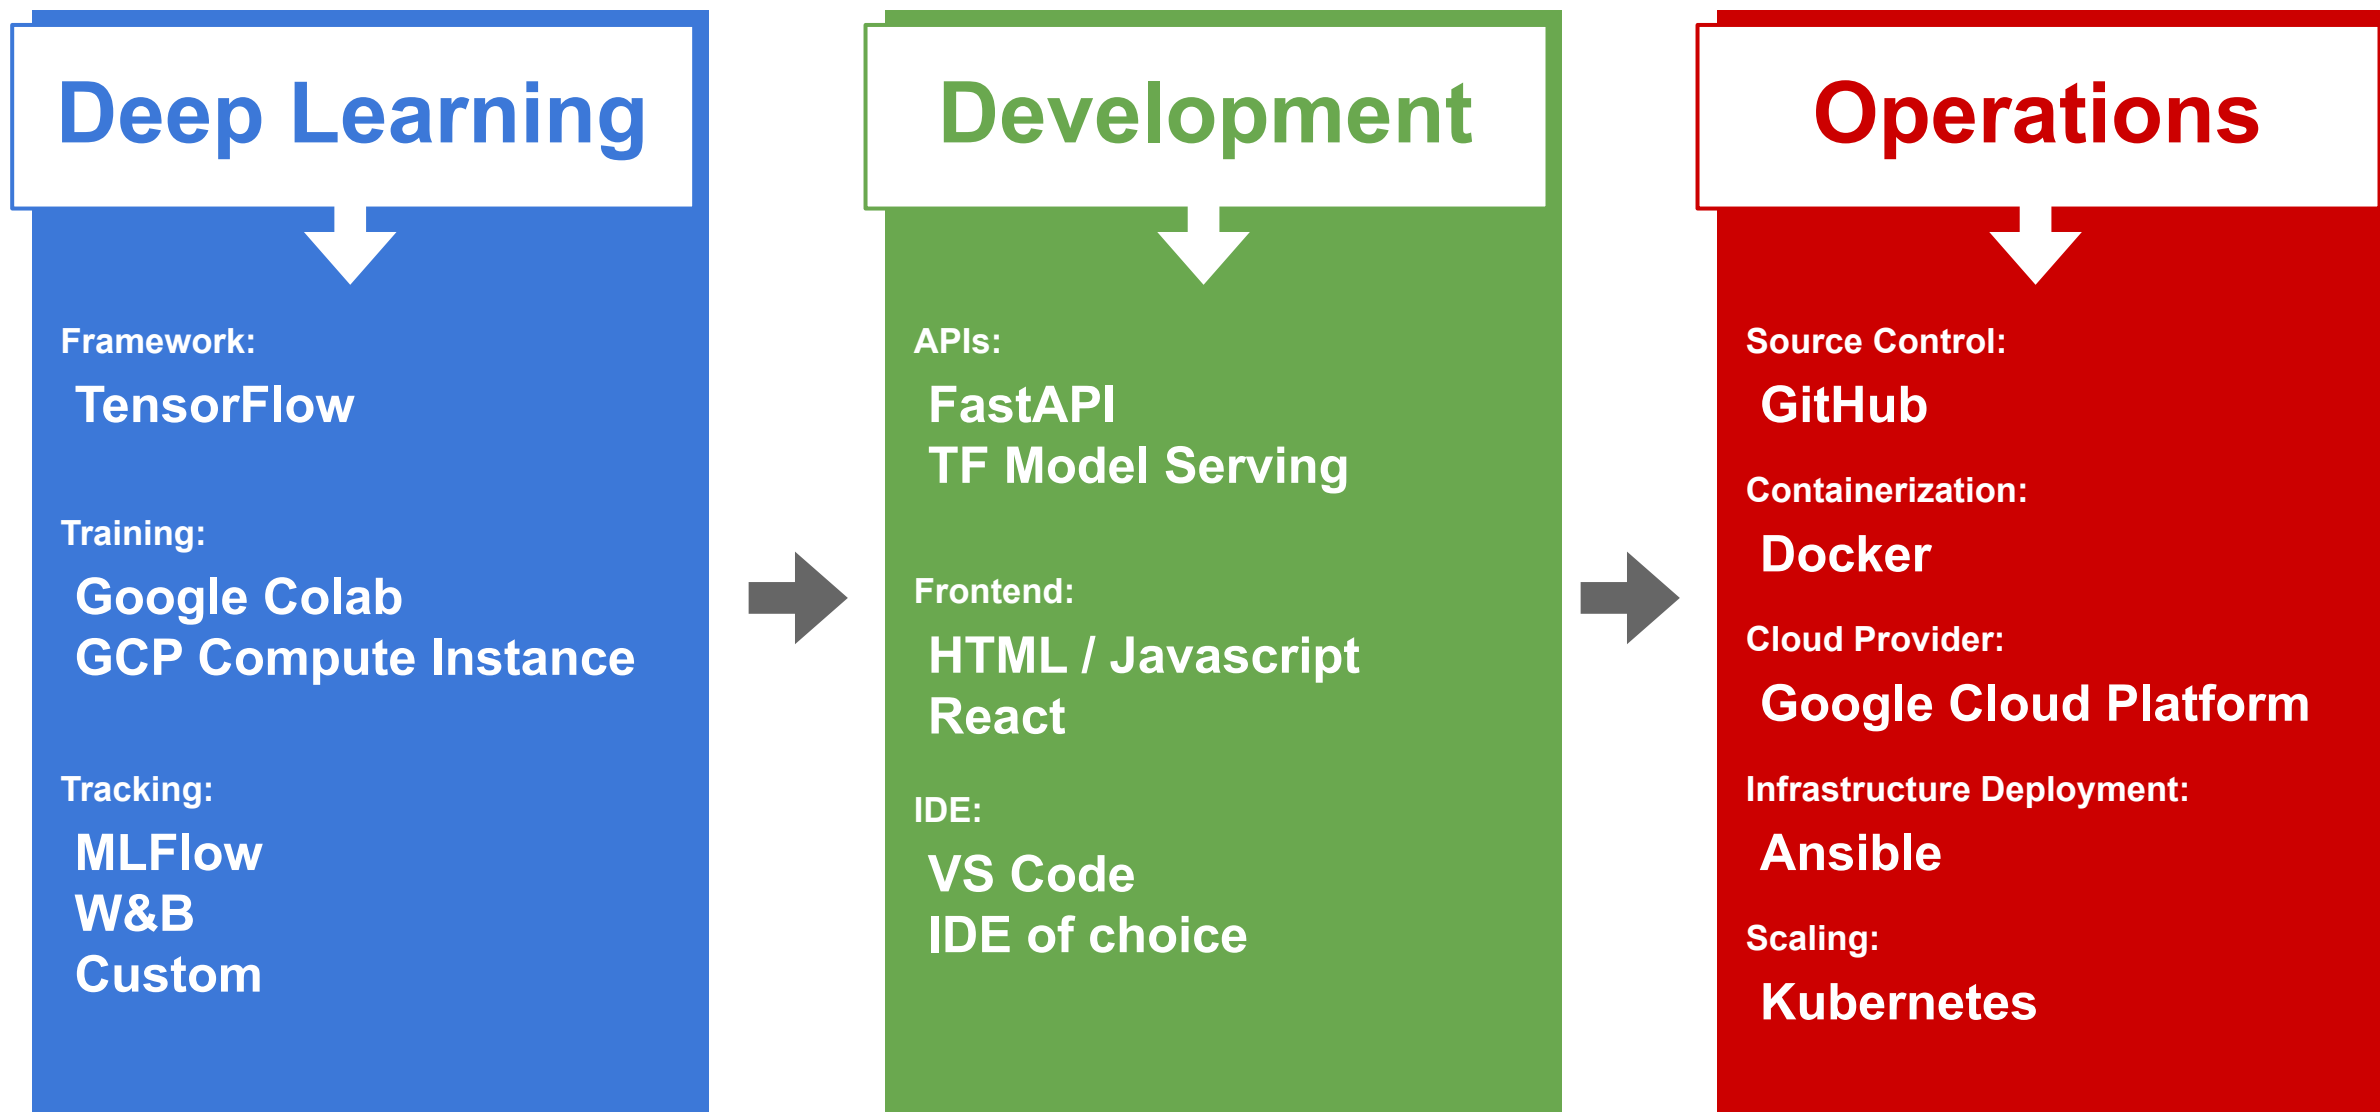 Deep Learning
Framework:
TensorFlow
Training:
Google Colab
GCP Compute Instance
Tracking:
MLFlow
W&B
Custom
Development
APIs:
FastAPI
TF Model Serving
Frontend:
HTML / Javascript
React
IDE:
VS Code
IDE of choice
Operations
Source Control:
GitHub
Containerization:
Docker
Cloud Provider:
Google Cloud Platform
Infrastructure Deployment:
Ansible
Scaling:
Kubernetes